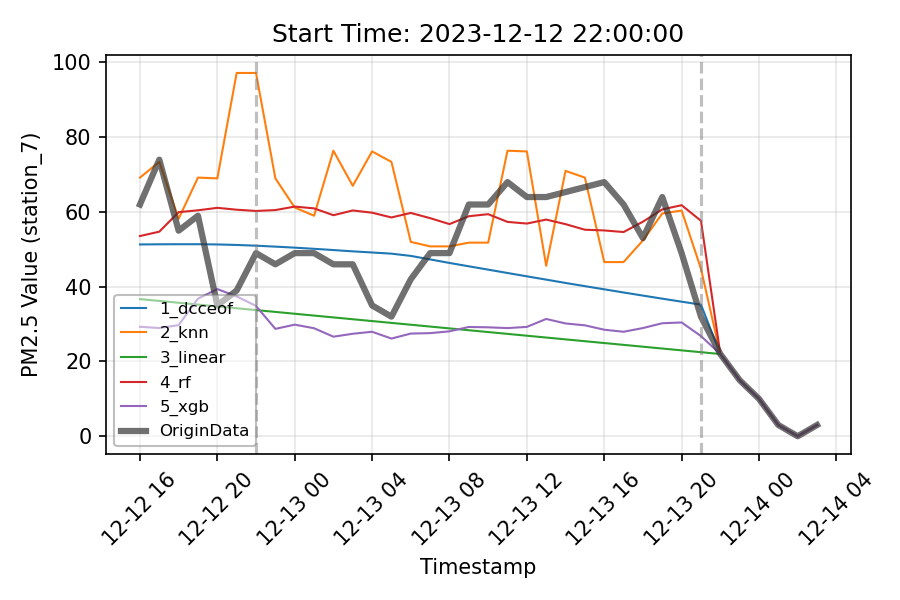 Start Time: 2023-12-12 22:00:00
PM2.5 Value (station_7)
100
80
60
40
20
0
1_dcceof
2_knn
3_linear
4_rf
5_xgb
OriginData
12-12 16
12-12 20
12-13 00
12-13 04
12-13 08
12-13 12
12-13 16
12-13 20
12-14 00
12-14 04
Timestamp